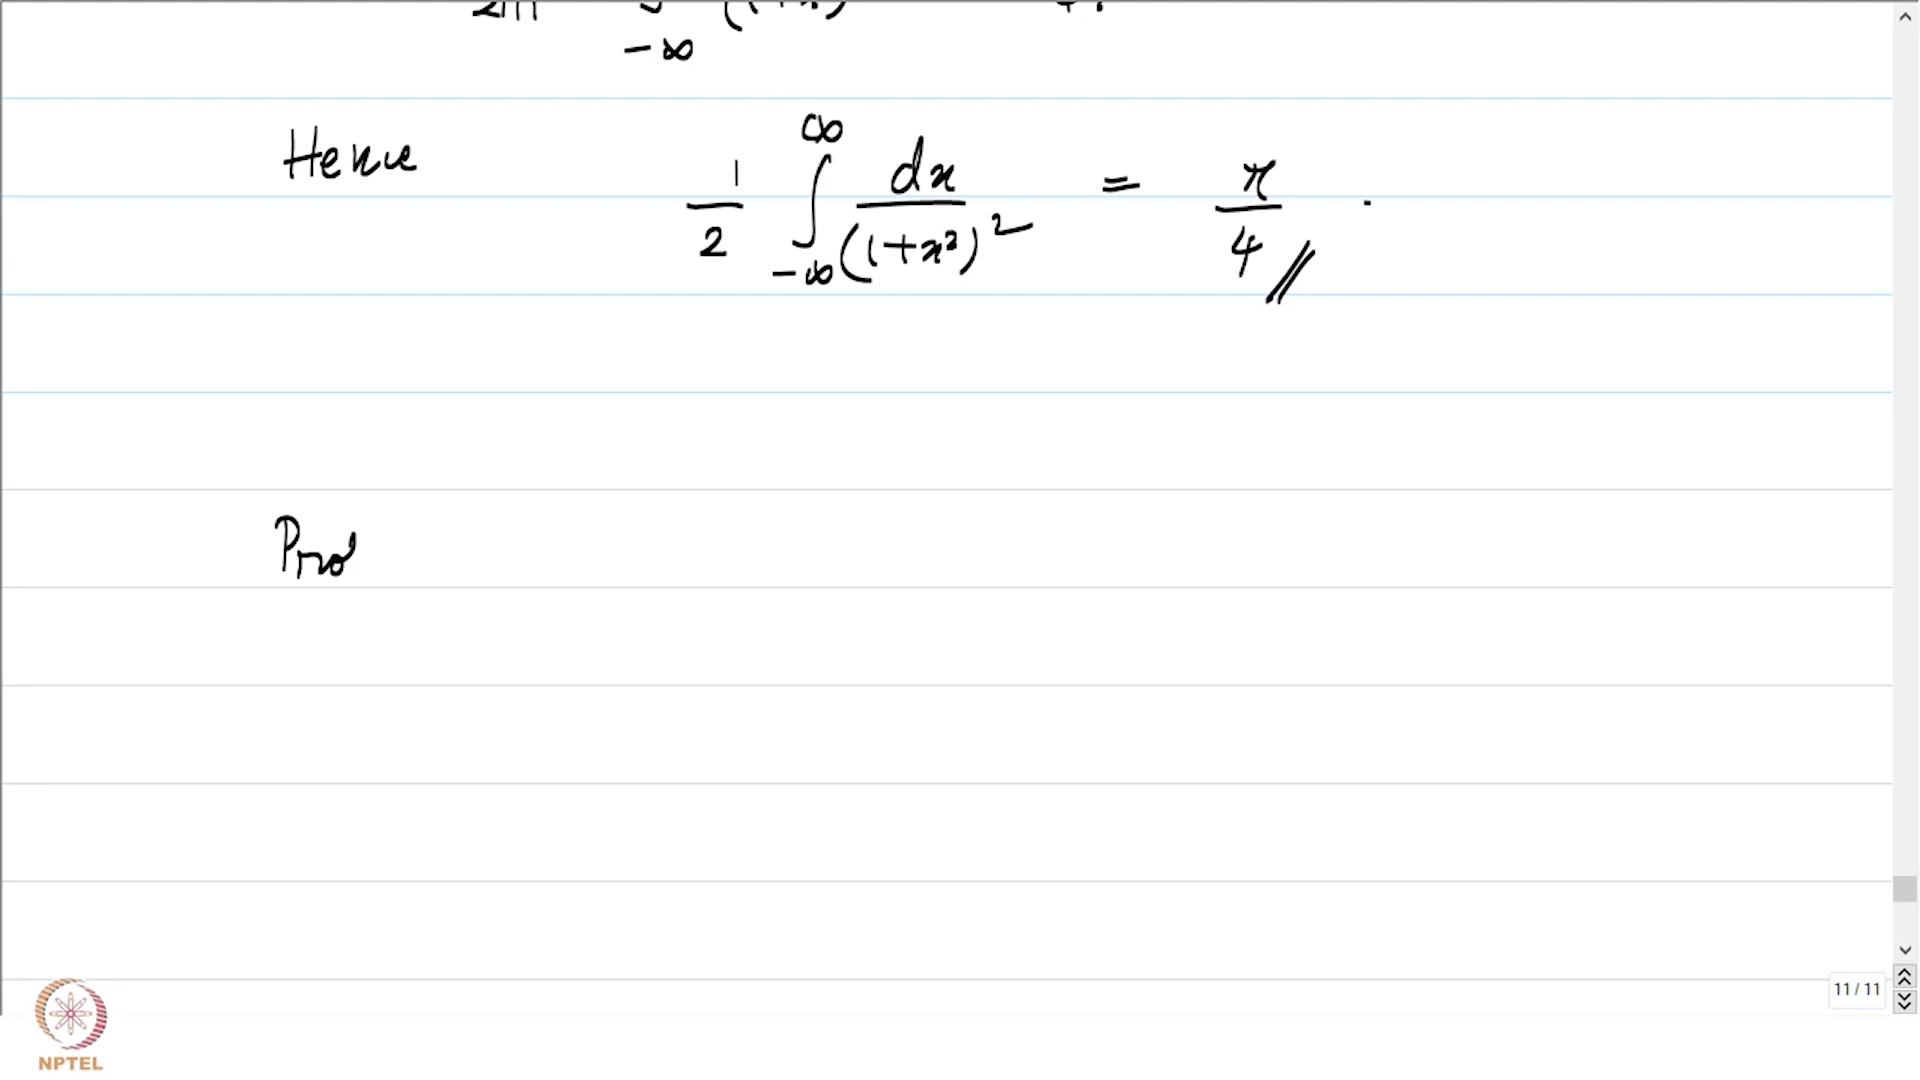 -∞
Hence 1/2 ∫_{-∞}^{∞} dx/(1+x²)² = π/4 .
Pro
11 / 11
NPTEL